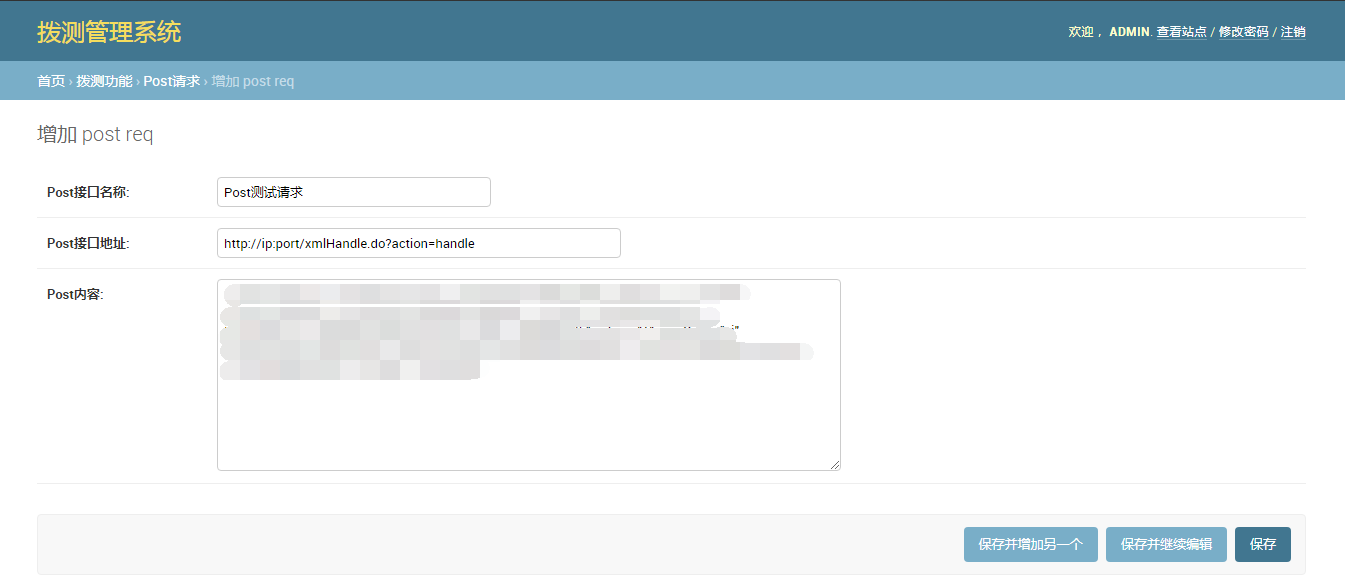 拨测管理系统
欢迎， ADMIN. 查看站点 / 修改密码 / 注销
首页 › 拨测功能 › Post请求 › 增加 post req
增加 post req
Post接口名称:
Post测试请求
Post接口地址:
http://ip:port/xmlHandle.do?action=handle
Post内容:
保存并增加另一个
保存并继续编辑
保存